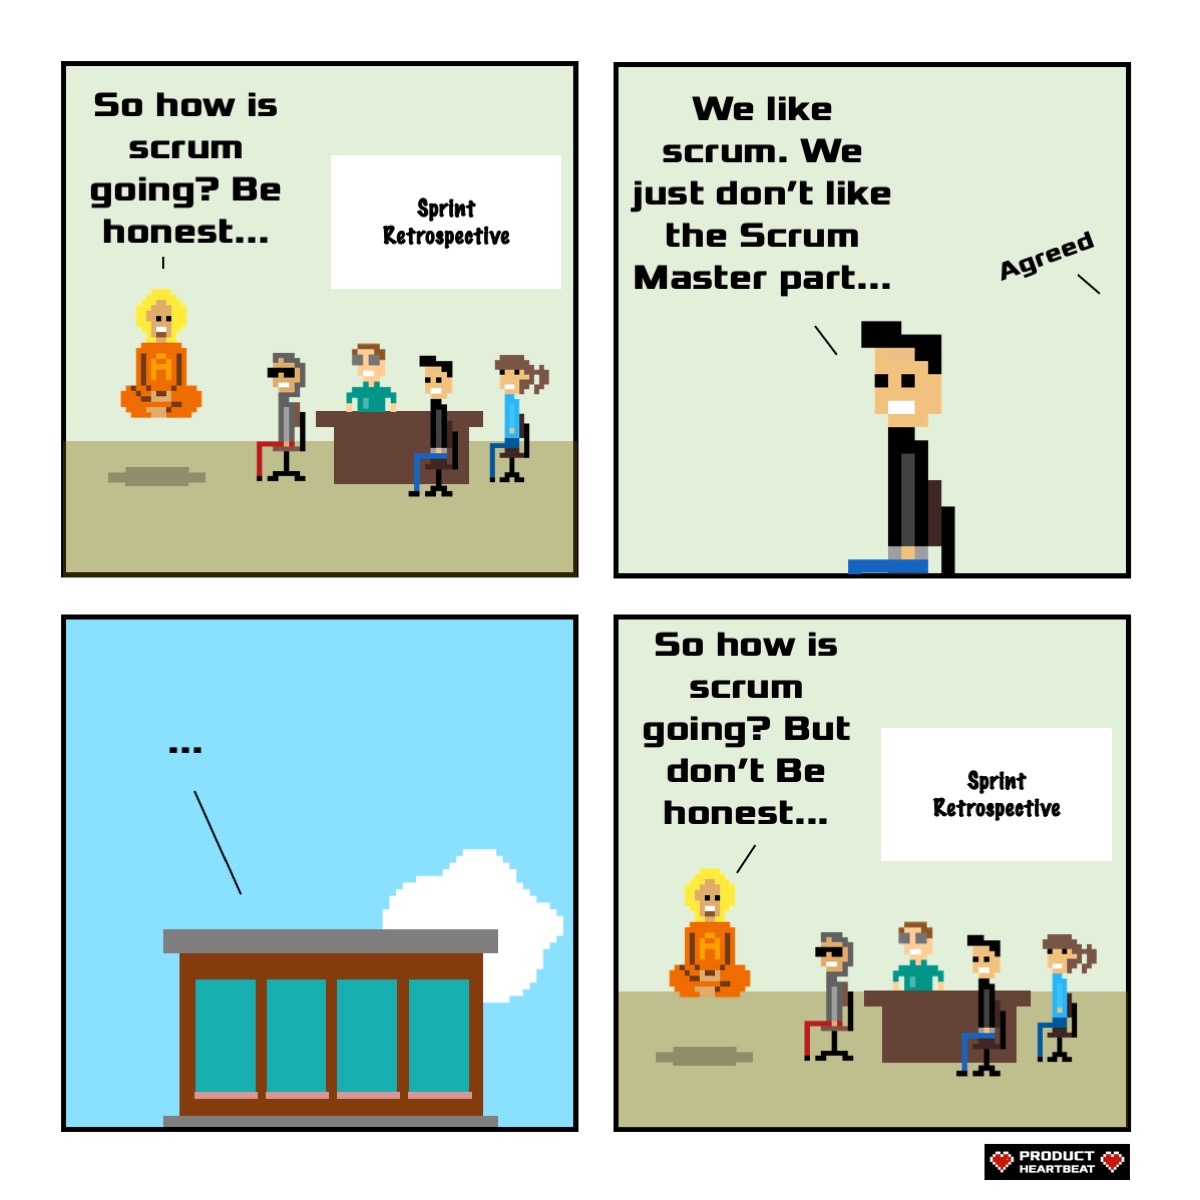 So how is
scrum
going? Be
honest...
Sprint
Retrospective
We like
scrum. We
just don't like
the Scrum
Master part...
Agreed
...
So how is
scrum
going? But
don't Be
honest...
Sprint
Retrospective
PRODUCT
HEARTBEAT